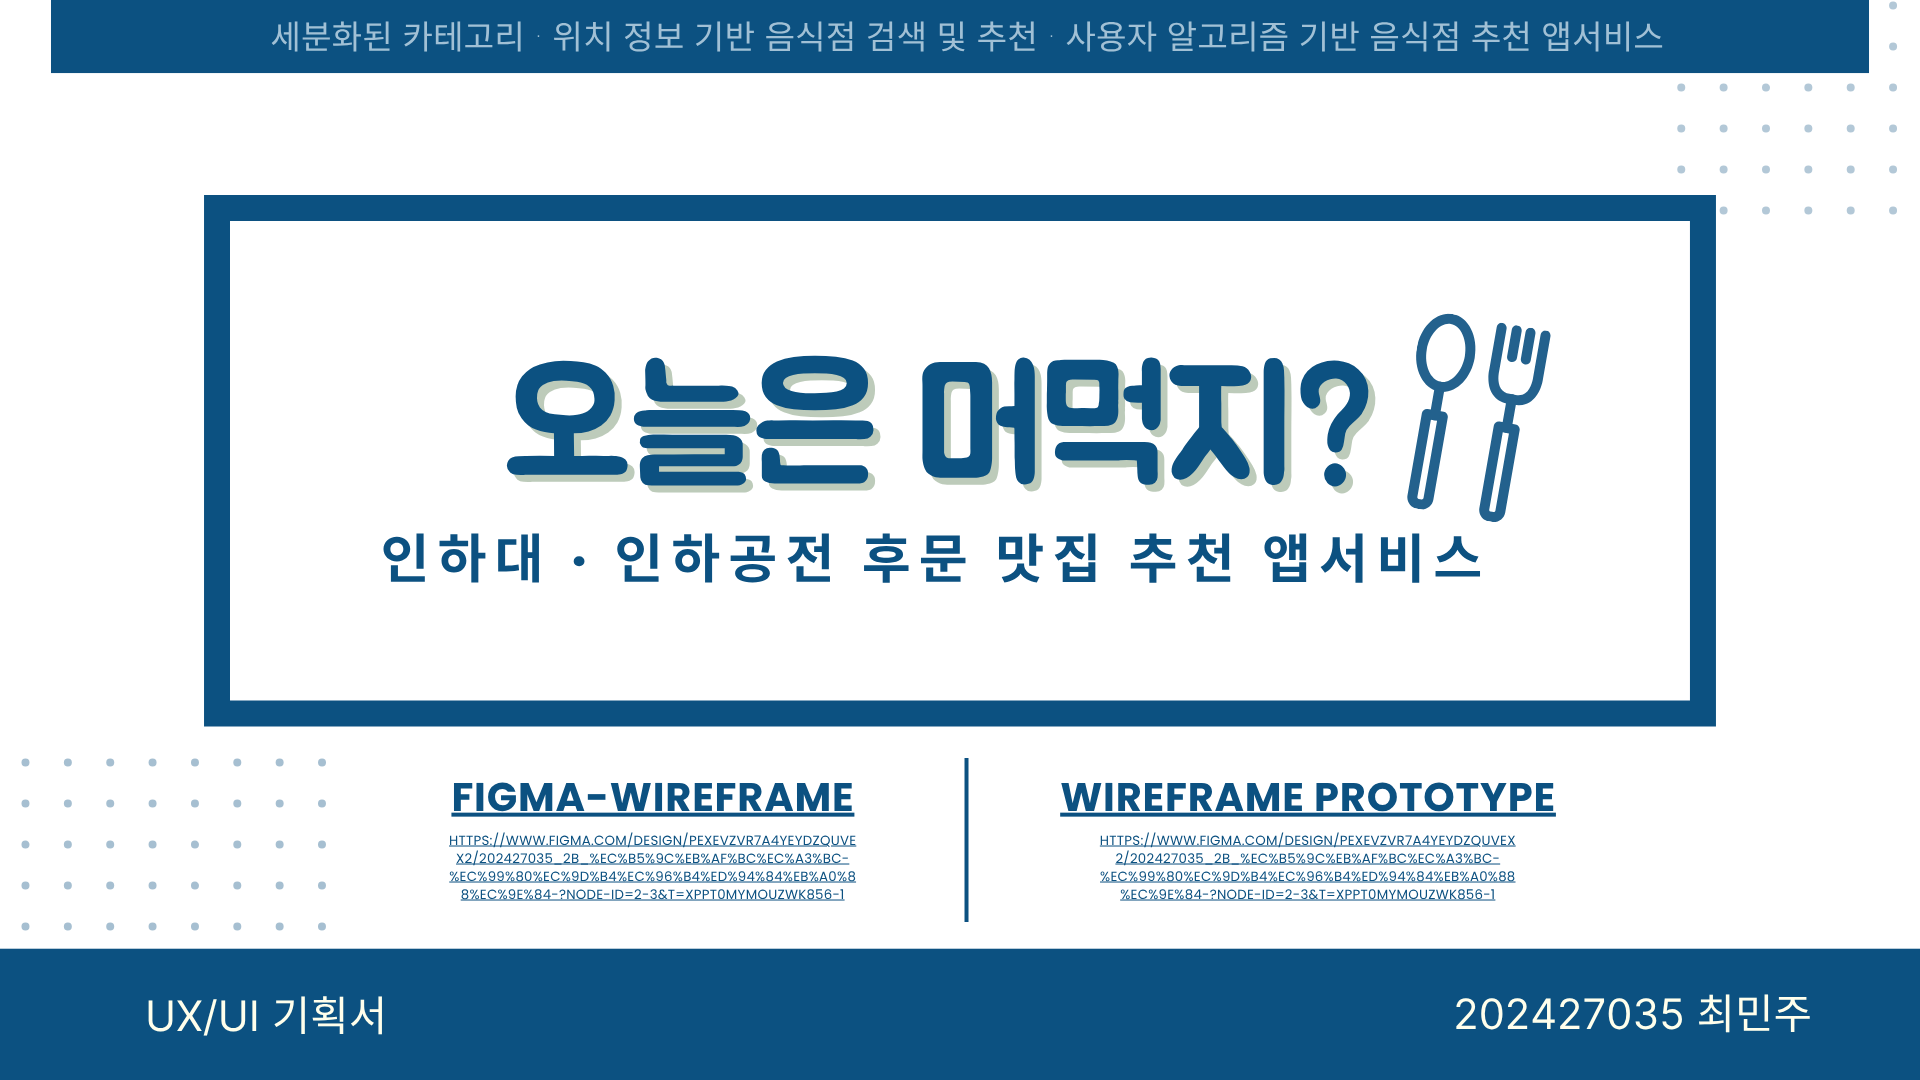 세분화된 카테고리 · 위치 정보 기반 음식점 검색 및 추천 · 사용자 알고리즘 기반 음식점 추천 앱서비스
오늘은 머먹지?
인하대 · 인하공전 후문 맛집 추천 앱서비스
FIGMA-WIREFRAME
HTTPS://WWW.FIGMA.COM/DESIGN/PEXEVZVR7A4YEYDZQUVE
X2/202427035_2B_%EC%B5%9C%EB%AF%BC%EC%A3%BC-
%EC%99%80%EC%9D%B4%EC%96%B4%ED%94%84%EB%A0%8
8%EC%9E%84-?NODE-ID=2-3&T=XPPT0MYMOUZWK856-1
WIREFRAME PROTOTYPE
HTTPS://WWW.FIGMA.COM/DESIGN/PEXEVZVR7A4YEYDZQUVEX
2/202427035_2B_%EC%B5%9C%EB%AF%BC%EC%A3%BC-
%EC%99%80%EC%9D%B4%EC%96%B4%ED%94%84%EB%A0%88
%EC%9E%84-?NODE-ID=2-3&T=XPPT0MYMOUZWK856-1
UX/UI 기획서
202427035 최민주